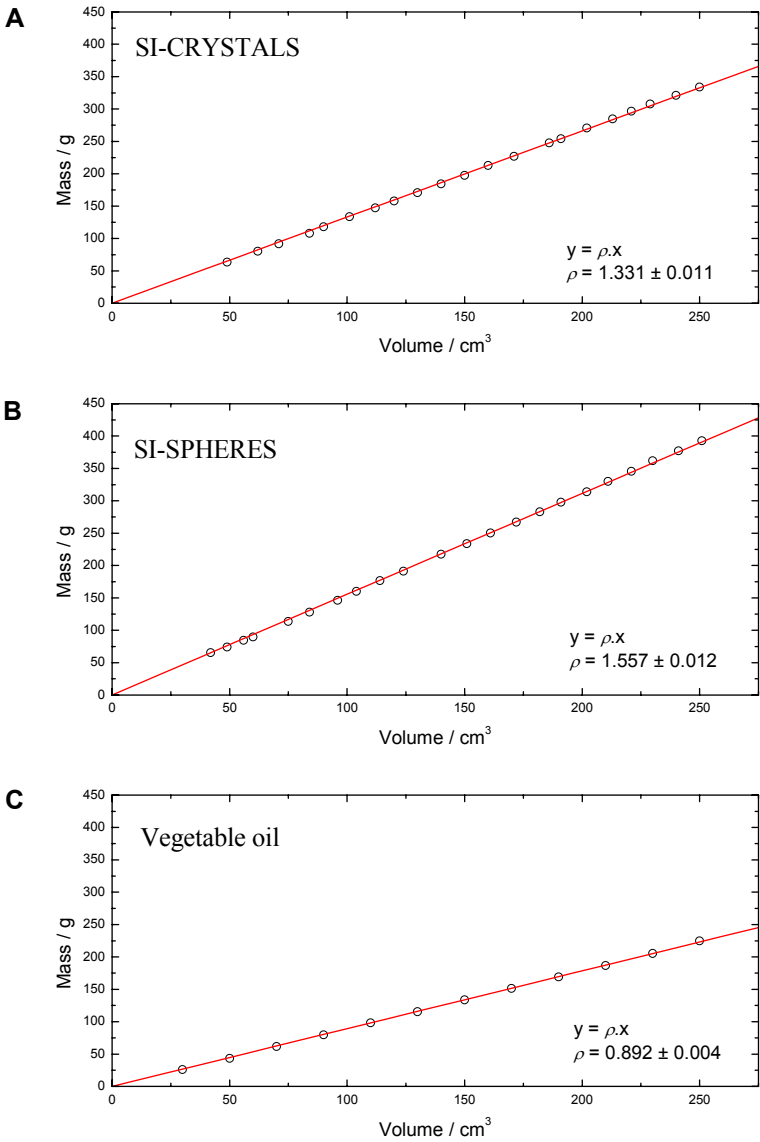 A
SI-CRYSTALS
Mass / g
450
400
350
300
250
200
150
100
50
0
y = ρ.x
ρ = 1.331 ± 0.011
0 50 100 150 200 250
Volume / cm³
B
SI-SPHERES
Mass / g
450
400
350
300
250
200
150
100
50
0
y = ρ.x
ρ = 1.557 ± 0.012
0 50 100 150 200 250
Volume / cm³
C
Vegetable oil
Mass / g
450
400
350
300
250
200
150
100
50
0
y = ρ.x
ρ = 0.892 ± 0.004
0 50 100 150 200 250
Volume / cm³